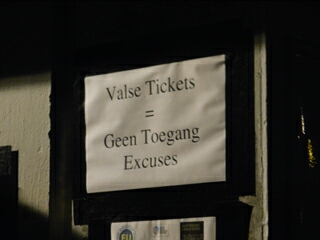 Valse Tickets
=
Geen Toegang
Excuses